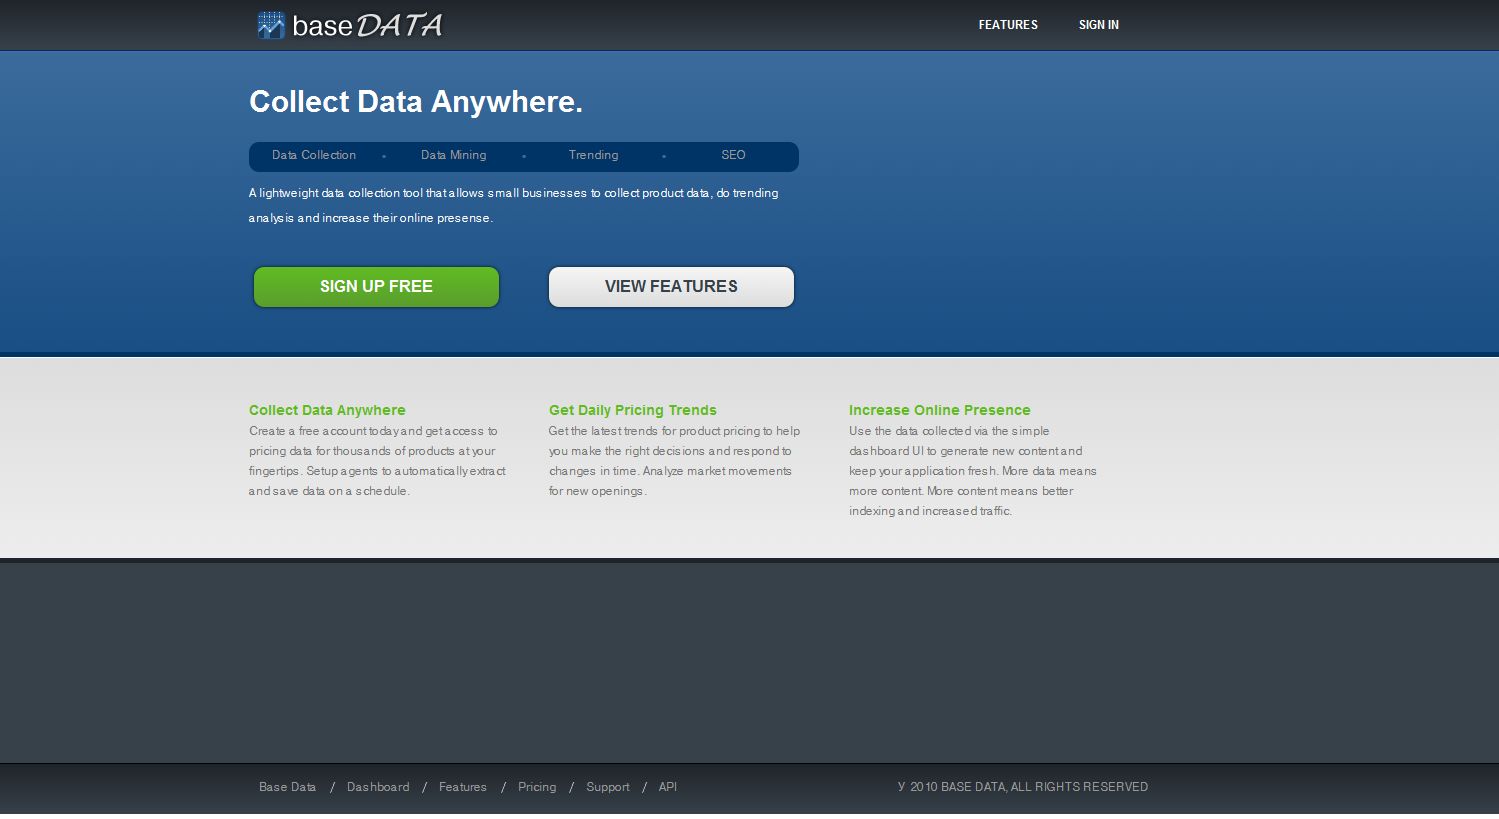 baseDATA
FEATURES SIGN IN
Collect Data Anywhere.
Data Collection • Data Mining • Trending • SEO
A lightweight data collection tool that allows small businesses to collect product data, do trending
analysis and increase their online presense.
SIGN UP FREE VIEW FEATURES
Collect Data Anywhere
Create a free account today and get access to
pricing data for thousands of products at your
fingertips. Setup agents to automatically extract
and save data on a schedule.
Get Daily Pricing Trends
Get the latest trends for product pricing to help
you make the right decisions and respond to
changes in time. Analyze market movements
for new openings.
Increase Online Presence
Use the data collected via the simple
dashboard UI to generate new content and
keep your application fresh. More data means
more content. More content means better
indexing and increased traffic.
Base Data / Dashboard / Features / Pricing / Support / API
У 2010 BASE DATA, ALL RIGHTS RESERVED